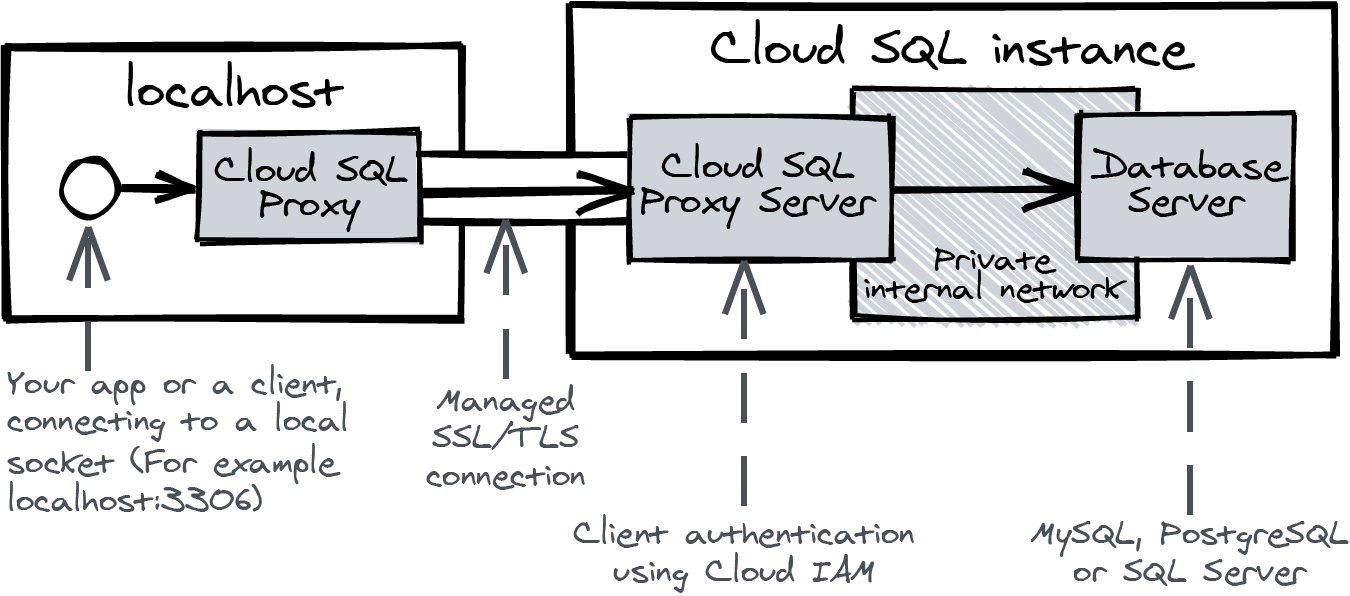 localhost
Cloud SQL
Proxy
Cloud SQL instance
Cloud SQL
Proxy Server
Private
internal network
Database
Server
Your app or a client,
connecting to a local
socket (For example
localhost:3306)
Managed
SSL/TLS
connection
Client authentication
using Cloud IAM
MySQL, PostgreSQL
or SQL Server